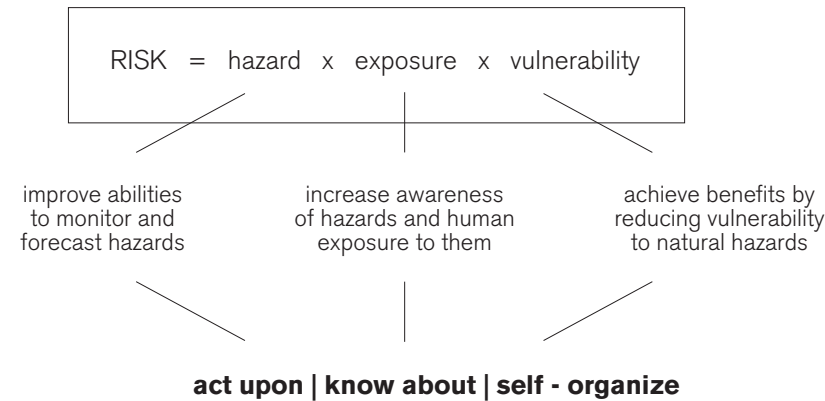 RISK = hazard x exposure x vulnerability
improve abilities
to monitor and
forecast hazards
increase awareness
of hazards and human
exposure to them
achieve benefits by
reducing vulnerability
to natural hazards
act upon | know about | self - organize